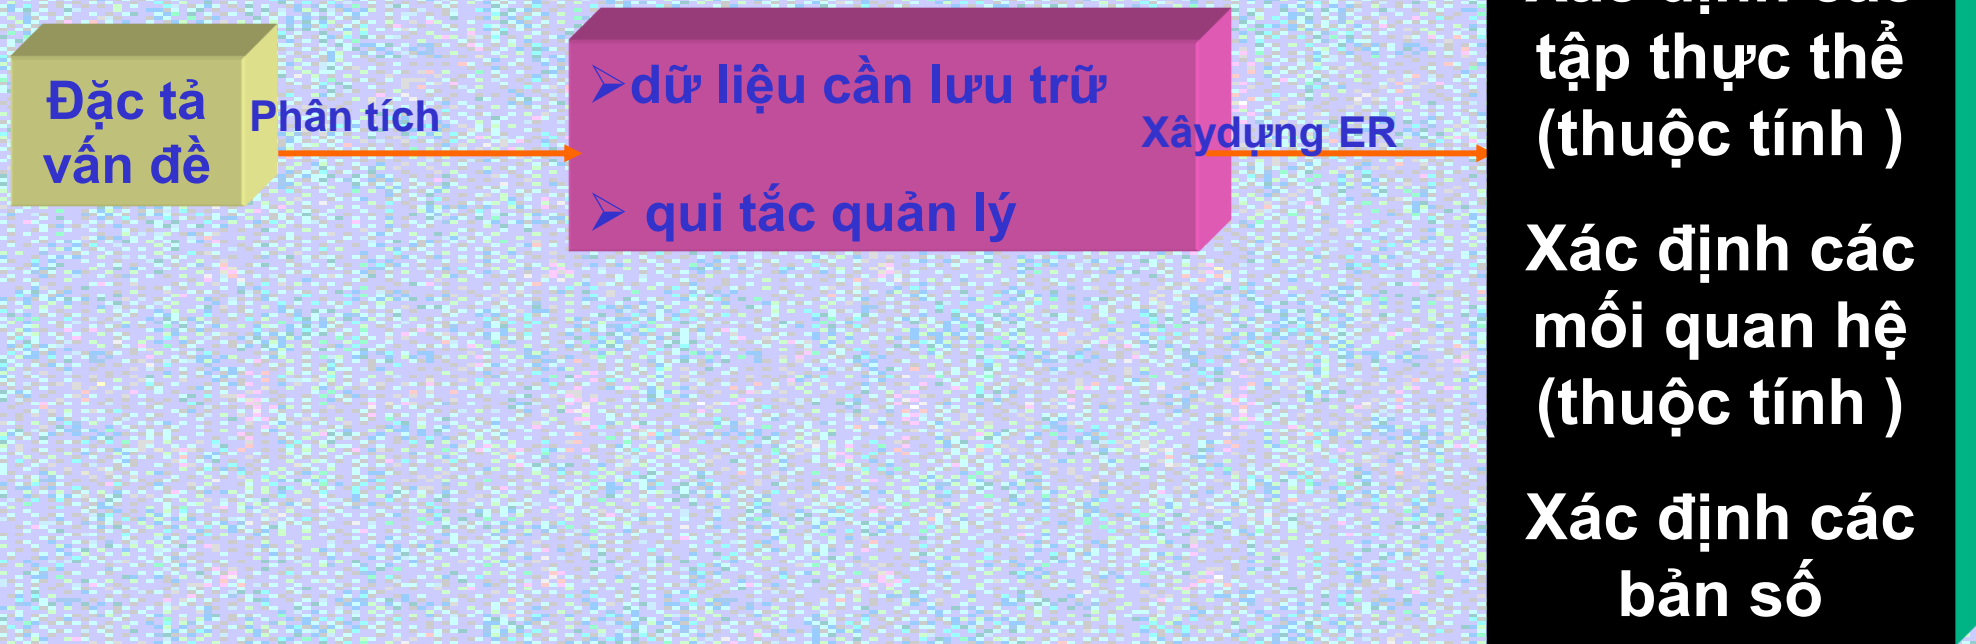 Đặc tả
vấn đề
Phân tích
➢dữ liệu cần lưu trữ
➢ qui tắc quản lý
Xâydựng ER
tập thực thể
(thuộc tính )
Xác định các
mối quan hệ
(thuộc tính )
Xác định các
bản số